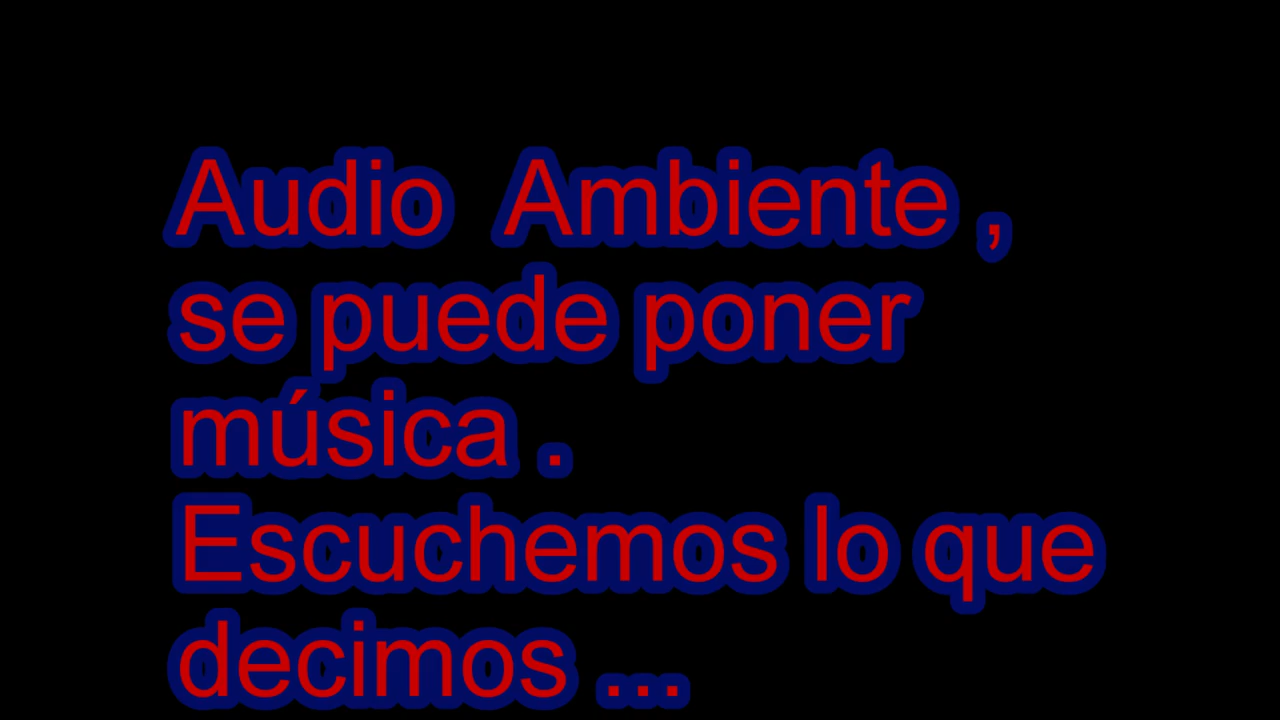 Audio  Ambiente ,
se puede poner
música .
Escuchemos lo que
decimos ...